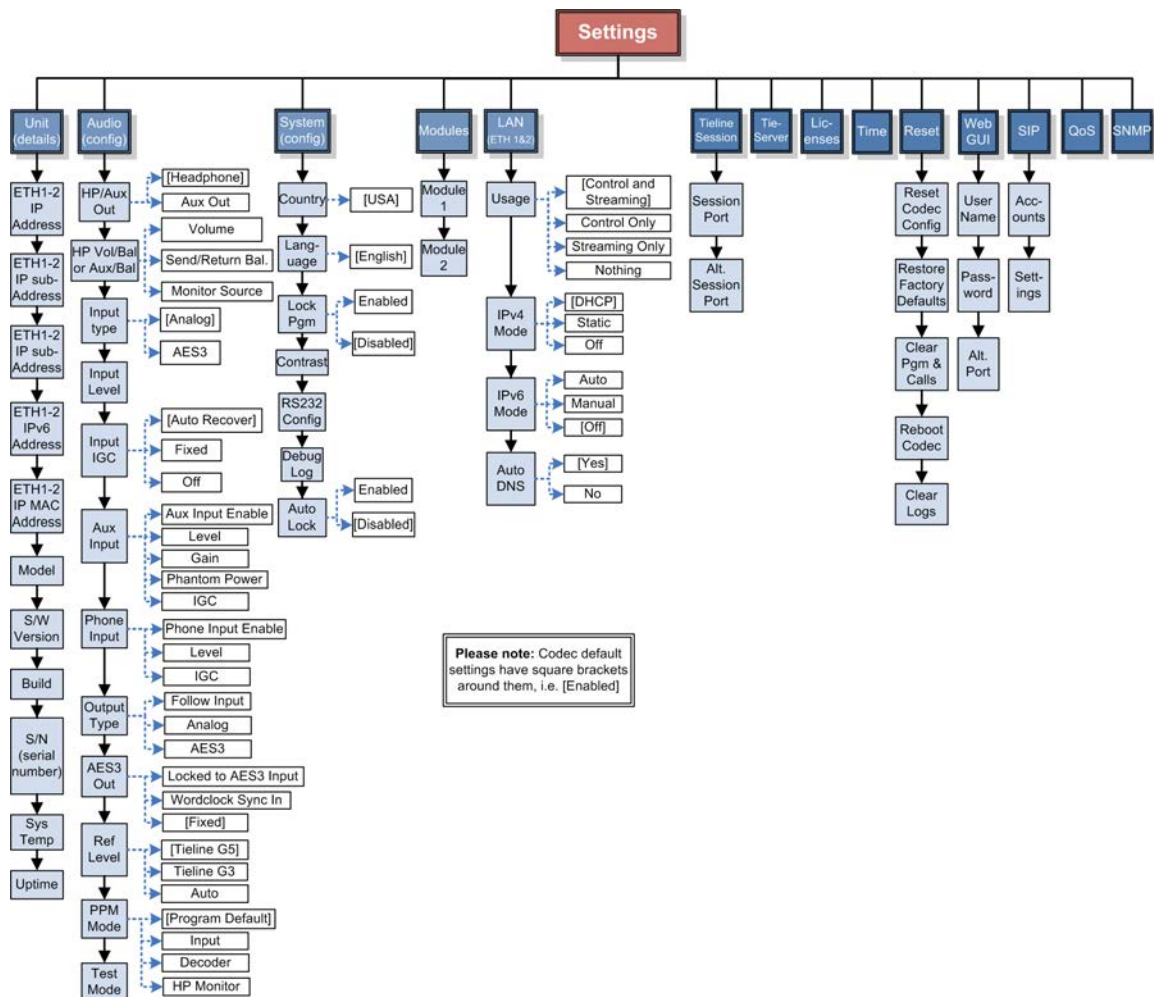 Settings
Unit
(details)
Audio
(config)
System
(config)
Modules
LAN
(ETH 1&2)
Tieline
Session
Tie-
Server
Lic-
enses
Time
Reset
Web
GUI
SIP
QoS
SNMP
ETH1-2
IP
Address
ETH1-2
IP sub-
Address
ETH1-2
IP sub-
Address
ETH1-2
IPv6
Address
ETH1-2
IP MAC
Address
Model
S/W
Version
Build
S/N
(serial
number)
Sys
Temp
Uptime
HP/Aux
Out
[Headphone]
Aux Out
HP Vol/Bal
or Aux/Bal
Volume
Send/Return Bal.
Monitor Source
Input
type
[Analog]
AES3
Input
Level
Input
IGC
[Auto Recover]
Fixed
Off
Aux
Input
Aux Input Enable
Level
Gain
Phantom Power
IGC
Phone
Input
Phone Input Enable
Level
IGC
Output
Type
Follow Input
Analog
AES3
AES3
Out
Locked to AES3 Input
Wordclock Sync In
[Fixed]
Ref
Level
[Tieline G5]
Tieline G3
Auto
PPM
Mode
[Program Default]
Input
Decoder
HP Monitor
Test
Mode
Country
[USA]
Lang-
uage
[English]
Lock
Pgm
Enabled
[Disabled]
Contrast
RS232
Config
Debug
Log
Auto
Lock
Enabled
[Disabled]
Module
1
Module
2
Usage
[Control and
Streaming]
Control Only
Streaming Only
Nothing
IPv4
Mode
[DHCP]
Static
Off
IPv6
Mode
Auto
Manual
[Off]
Auto
DNS
[Yes]
No
Session
Port
Alt.
Session
Port
Reset
Codec
Config
Restore
Factory
Defaults
Clear
Pgm &
Calls
Reboot
Codec
Clear
Logs
User
Name
Pass-
word
Alt.
Port
Acc-
ounts
Sett-
ings
Please note: Codec default
settings have square brackets
around them, i.e. [Enabled]